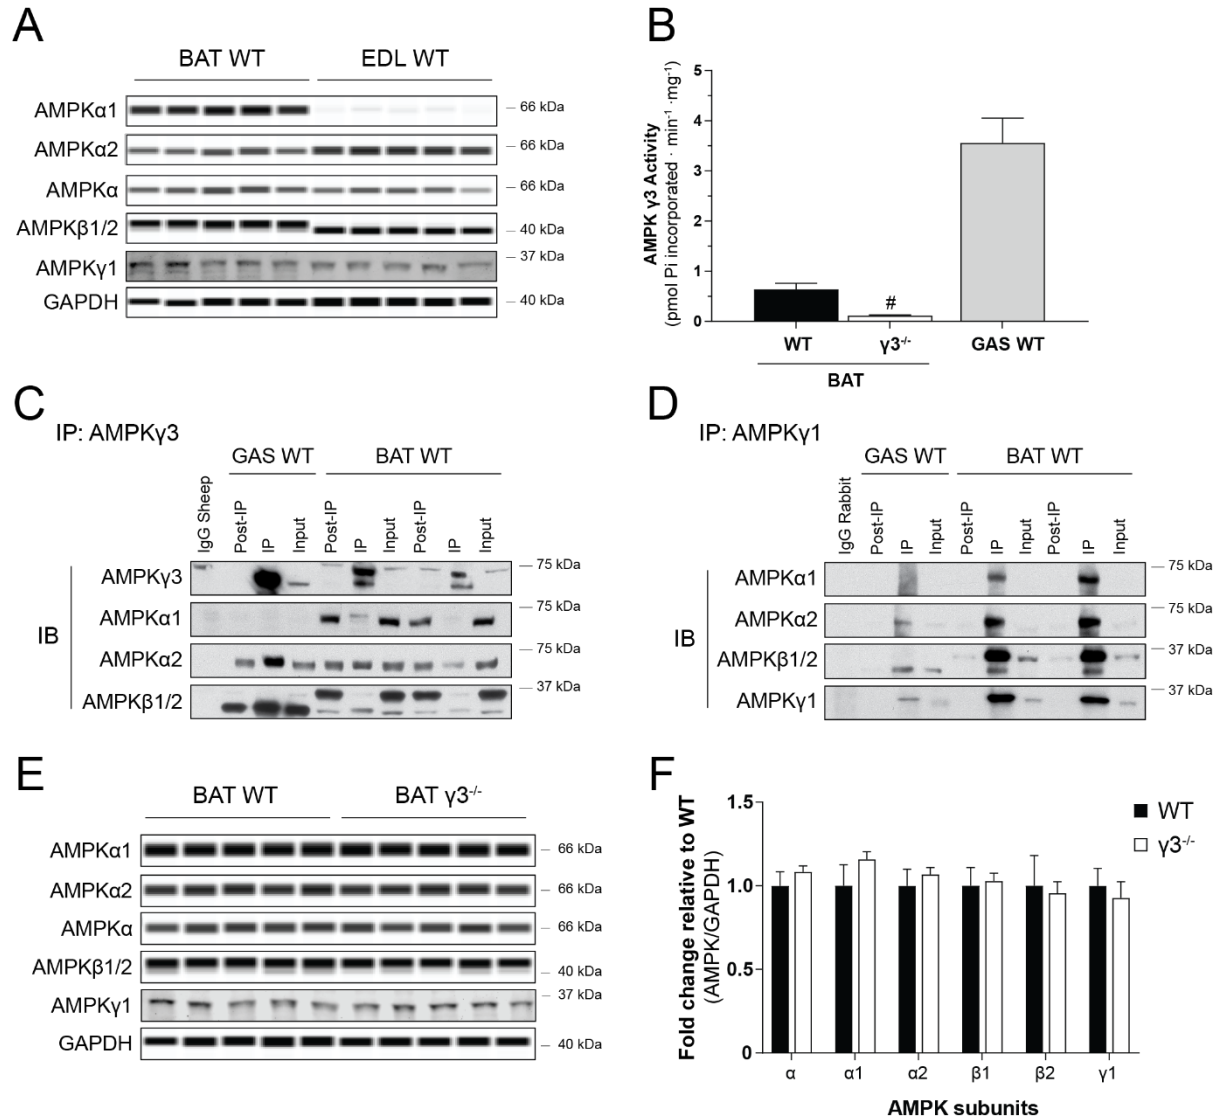 A
BAT WT EDL WT
AMPKα1 – 66 kDa
AMPKα2 – 66 kDa
AMPKα – 66 kDa
AMPKβ1/2 – 40 kDa
AMPKγ1 – 37 kDa
GAPDH – 40 kDa
B
AMPK γ3 Activity
(pmol Pi incorporated · min⁻¹ ·mg⁻¹)
5
4
3
2
1
0
#
WT γ3⁻/⁻ GAS WT
BAT
C
IP: AMPKγ3
GAS WT BAT WT
IgG Sheep Post-IP IP Input Post-IP IP Input Post-IP IP Input
IB
AMPKγ3 – 75 kDa
AMPKα1 – 75 kDa
AMPKα2 – 75 kDa
AMPKβ1/2 – 37 kDa
D
IP: AMPKγ1
GAS WT BAT WT
IgG Rabbit Post-IP IP Input Post-IP IP Input Post-IP IP Input
IB
AMPKα1 – 75 kDa
AMPKα2 – 75 kDa
AMPKβ1/2 – 37 kDa
AMPKγ1 – 37 kDa
E
BAT WT BAT γ3⁻/⁻
AMPKα1 – 66 kDa
AMPKα2 – 66 kDa
AMPKα – 66 kDa
AMPKβ1/2 – 40 kDa
AMPKγ1 – 37 kDa
GAPDH – 40 kDa
F
Fold change relative to WT
(AMPK/GAPDH)
1.5
1.0
0.5
0
WT
γ3⁻/⁻
α α1 α2 β1 β2 γ1
AMPK subunits